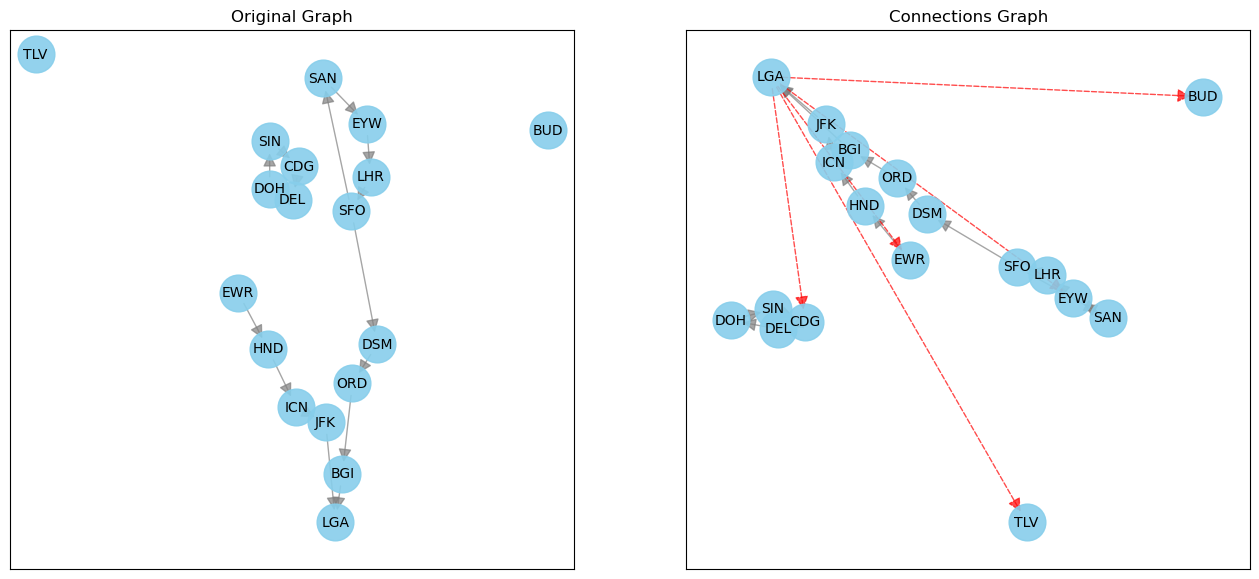 Original Graph
TLV
SAN
EYW
BUD
SIN
CDG
LHR
DOH
DEL
SFO
EWR
DSM
HND
ORD
ICN
JFK
BGI
LGA
Connections Graph
LGA
BUD
JFK
BGI
ICN
ORD
HND
DSM
EWR
SFO
LHR
EYW
SIN
SAN
DOH
CDG
DEL
TLV